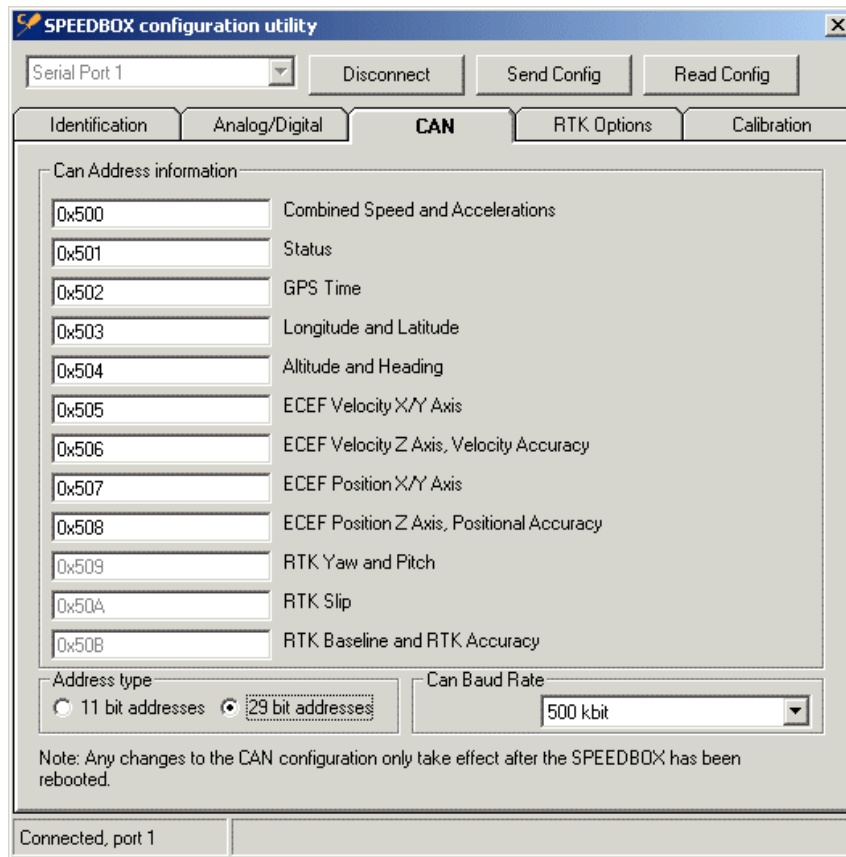 SPEEDBOX configuration utility
Serial Port 1
Disconnect
Send Config
Read Config
Identification
Analog/Digital
CAN
RTK Options
Calibration
Can Address information
0x500 Combined Speed and Accelerations
0x501 Status
0x502 GPS Time
0x503 Longitude and Latitude
0x504 Altitude and Heading
0x505 ECEF Velocity X/Y Axis
0x506 ECEF Velocity Z Axis, Velocity Accuracy
0x507 ECEF Position X/Y Axis
0x508 ECEF Position Z Axis, Positional Accuracy
0x509 RTK Yaw and Pitch
0x50A RTK Slip
0x50B RTK Baseline and RTK Accuracy
Address type
11 bit addresses 29 bit addresses
Can Baud Rate
500 kbit
Note: Any changes to the CAN configuration only take effect after the SPEEDBOX has been
rebooted.
Connected, port 1